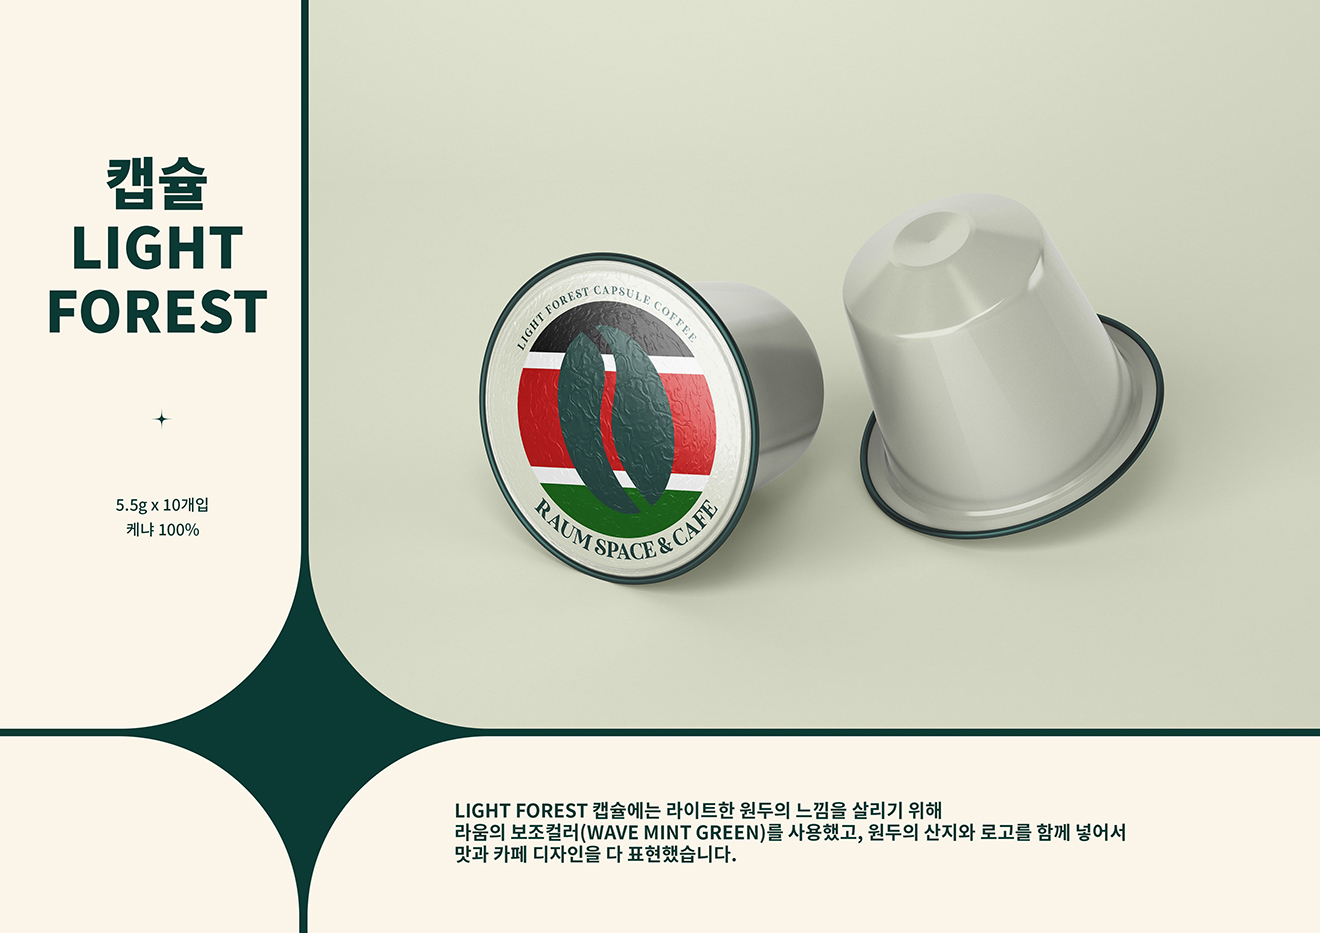 캡슐
LIGHT
FOREST
5.5g x 10개입
케냐 100%
LIGHT FOREST CAPSULE COFFEE
RAUM SPACE & CAFE
LIGHT FOREST 캡슐에는 라이트한 원두의 느낌을 살리기 위해
라움의 보조컬러(WAVE MINT GREEN)를 사용했고, 원두의 산지와 로고를 함께 넣어서
맛과 카페 디자인을 다 표현했습니다.